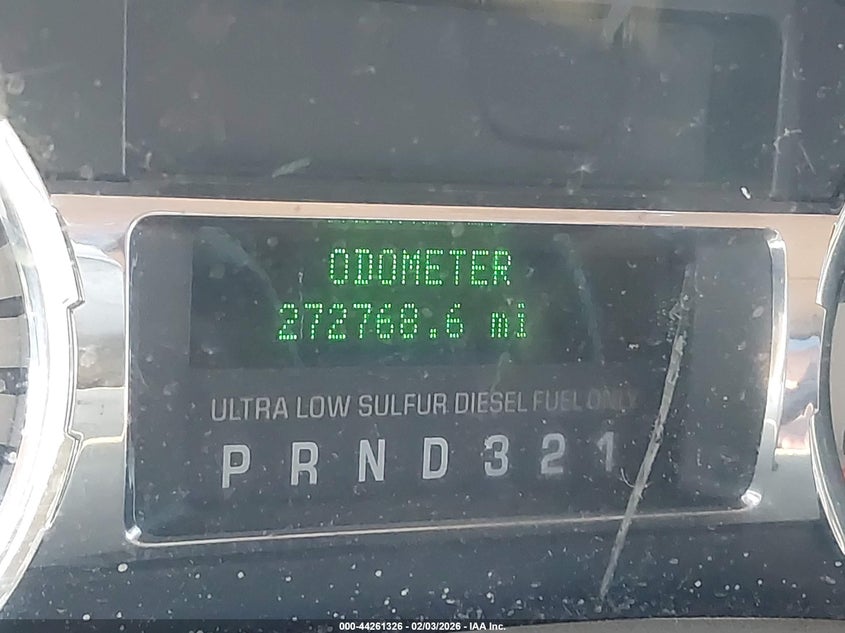 ODOMETER
272768.6 mi
ULTRA LOW SULFUR DIESEL FUEL ONLY
P R N D 3 2 1
000-44261326 - 02/03/2026 - IAA Inc.